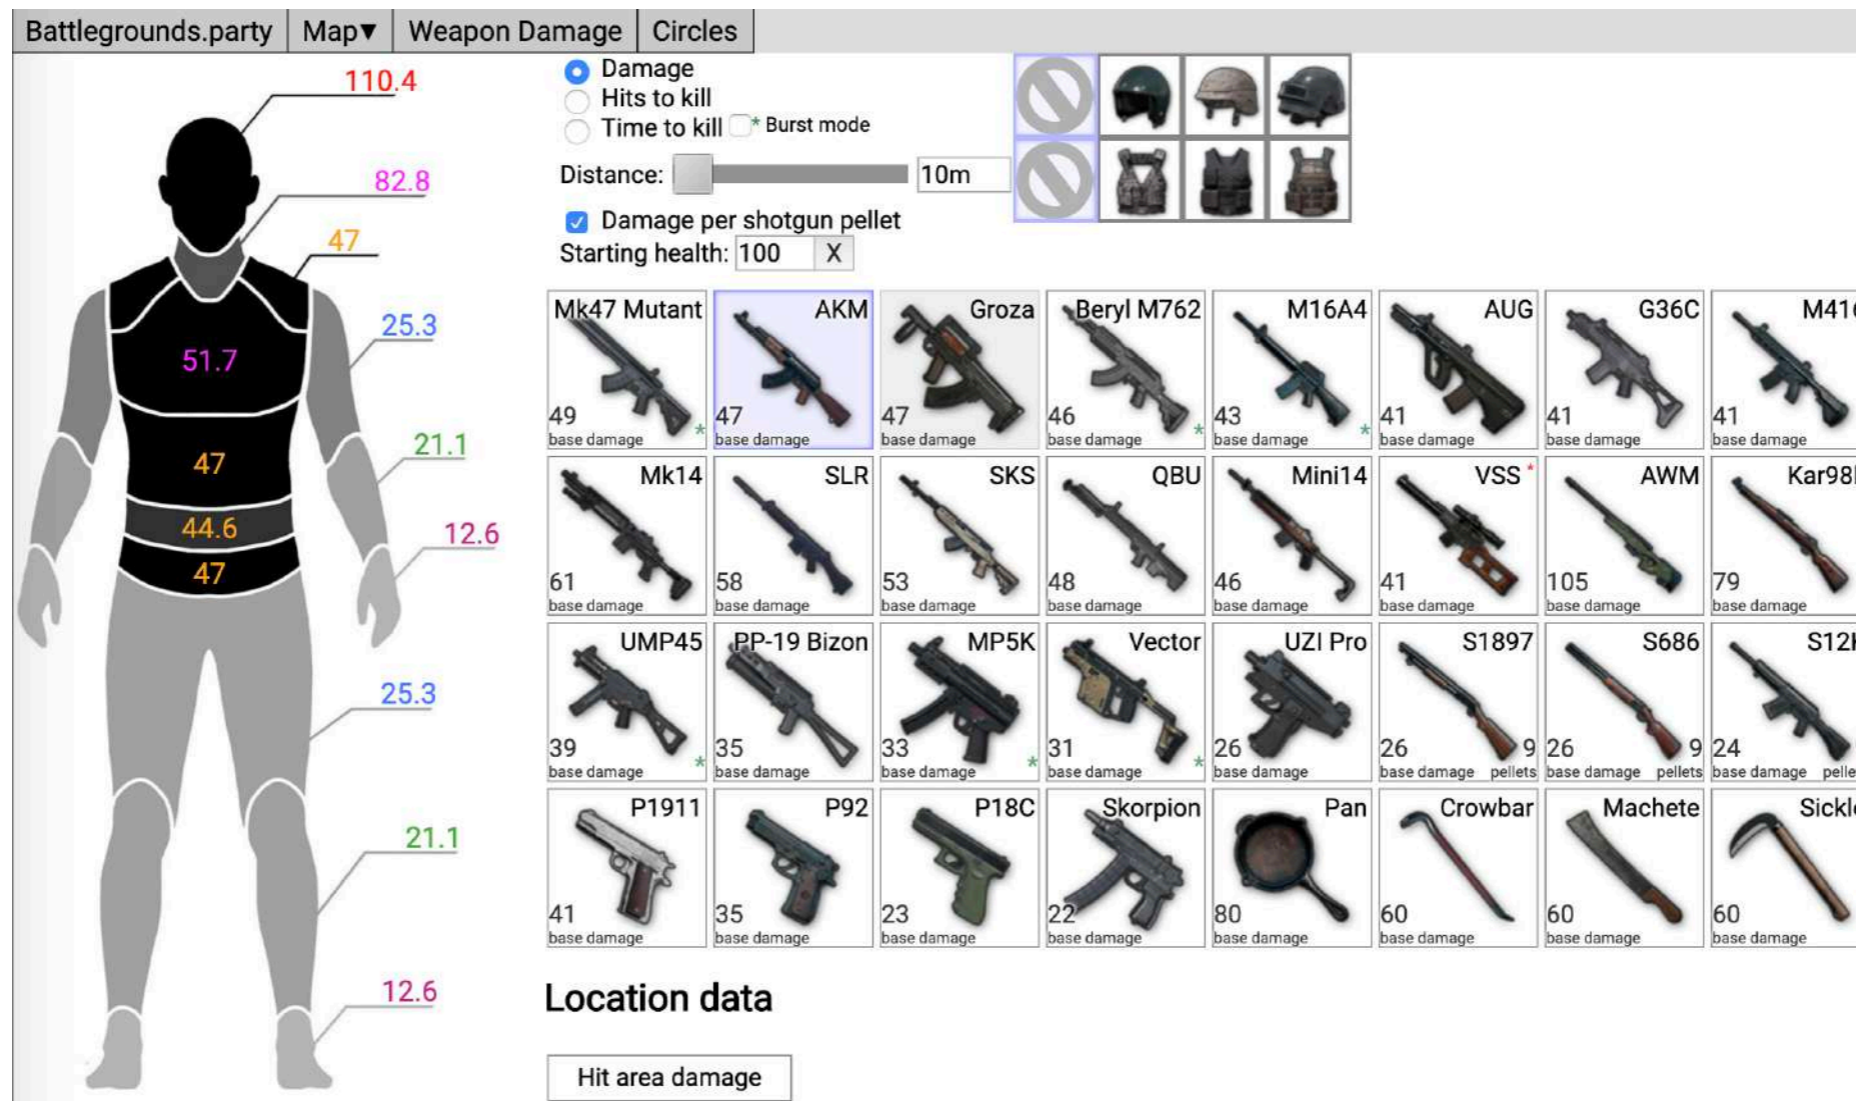 Battlegrounds.party Map▼ Weapon Damage Circles
110.4
82.8
47
25.3
51.7
21.1
47
12.6
44.6
47
25.3
21.1
12.6
Damage
Hits to kill
Time to kill * Burst mode
Distance: 10m
Damage per shotgun pellet
Starting health: 100 X
Mk47 Mutant AKM Groza Beryl M762 M16A4 AUG G36C M416
49 47 47 46 43 41 41 41
base damage * base damage base damage base damage * base damage * base damage base damage base damage
Mk14 SLR SKS QBU Mini14 VSS * AWM Kar98
61 58 53 48 46 41 105 79
base damage base damage base damage base damage base damage base damage base damage base damage
UMP45 PP-19 Bizon MP5K Vector UZI Pro S1897 S686 S12K
39 35 33 31 26 26 9 26 9 24
base damage * base damage base damage * base damage * base damage base damage pellets base damage pellets base damage pelle
P1911 P92 P18C Skorpion Pan Crowbar Machete Sickle
41 35 23 22 80 60 60 60
base damage base damage base damage base damage base damage base damage base damage base damage
Location data
Hit area damage